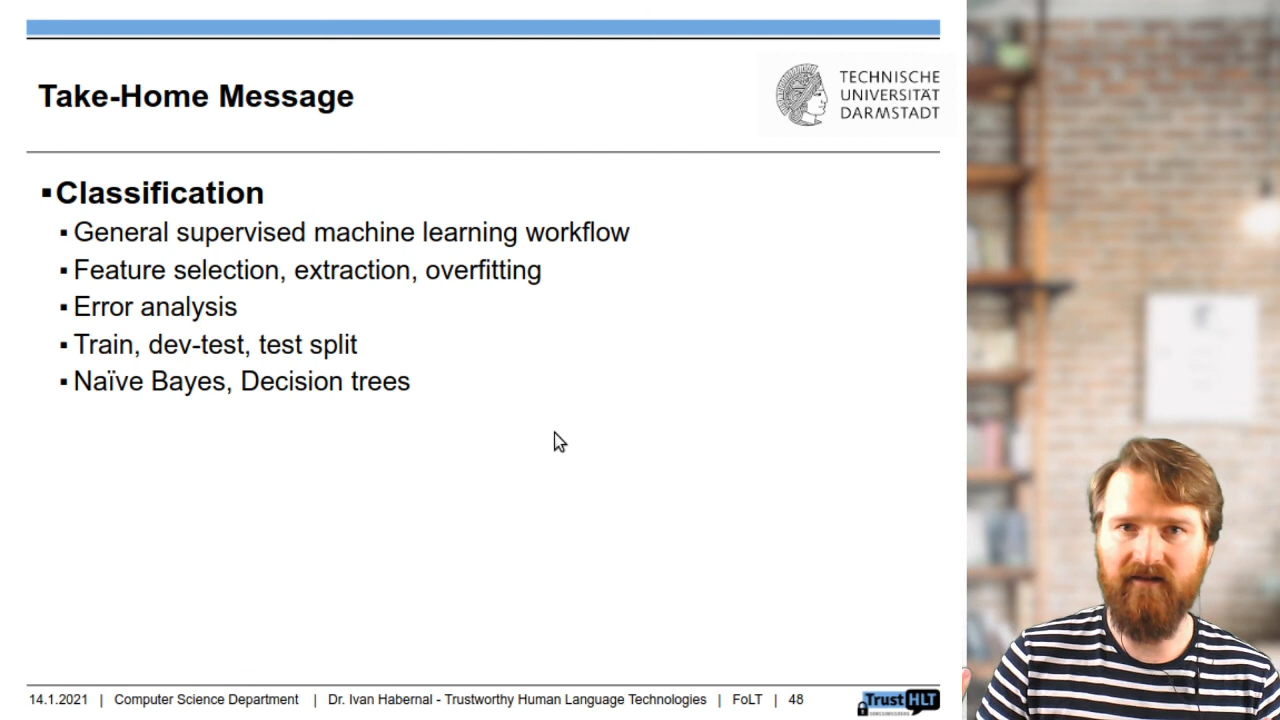 Take-Home Message
TECHNISCHE
UNIVERSITÄT
DARMSTADT
▪Classification
▪ General supervised machine learning workflow
▪ Feature selection, extraction, overfitting
▪ Error analysis
▪ Train, dev-test, test split
▪ Naïve Bayes, Decision trees
14.1.2021 | Computer Science Department | Dr. Ivan Habernal - Trustworthy Human Language Technologies | FoLT | 48
Trust HLT